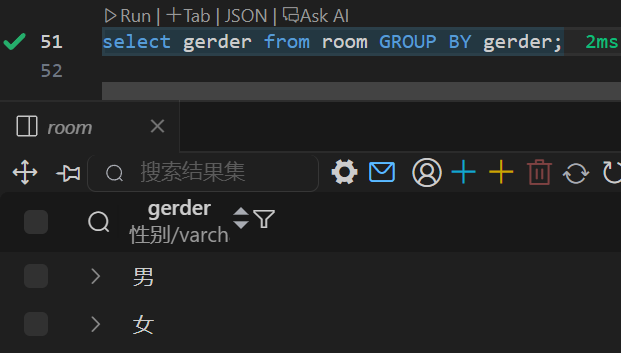 Run | Tab | JSON | Ask AI
51 select gerder from room GROUP BY gerder; 2ms
52
room
搜索结果集
gerder
性别/varch
男
女